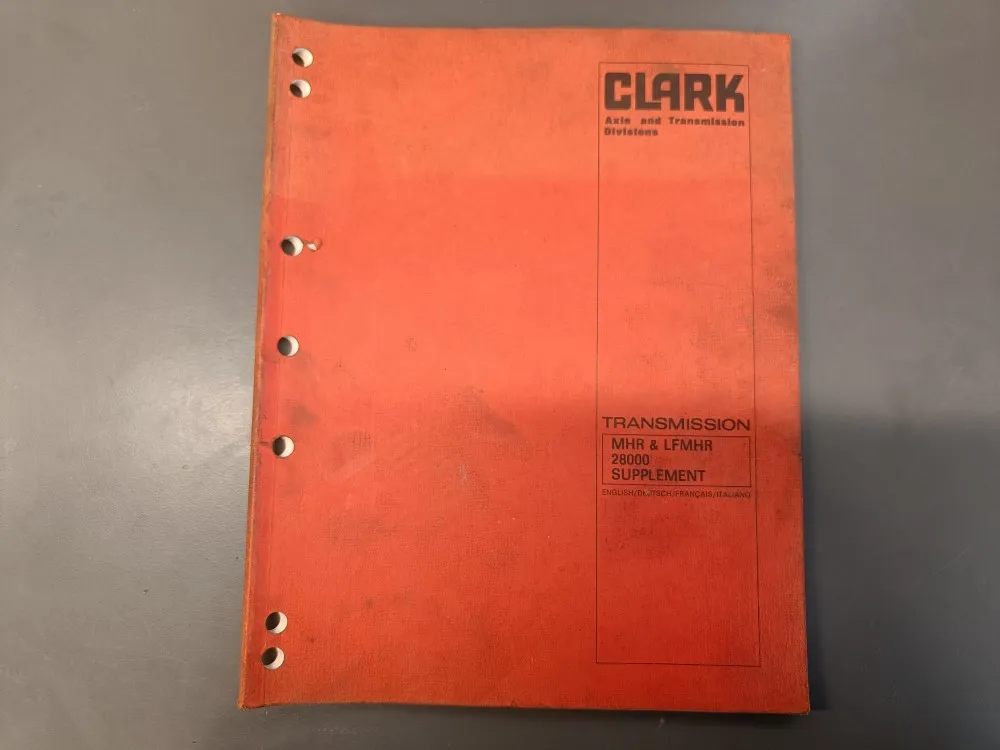 CLARK
Axle and Transmission
Divisions
TRANSMISSION
MHR & LFMHR
28000
SUPPLEMENT
ENGLISH/DEUTSCH/FRANÇAIS/ITALIANO